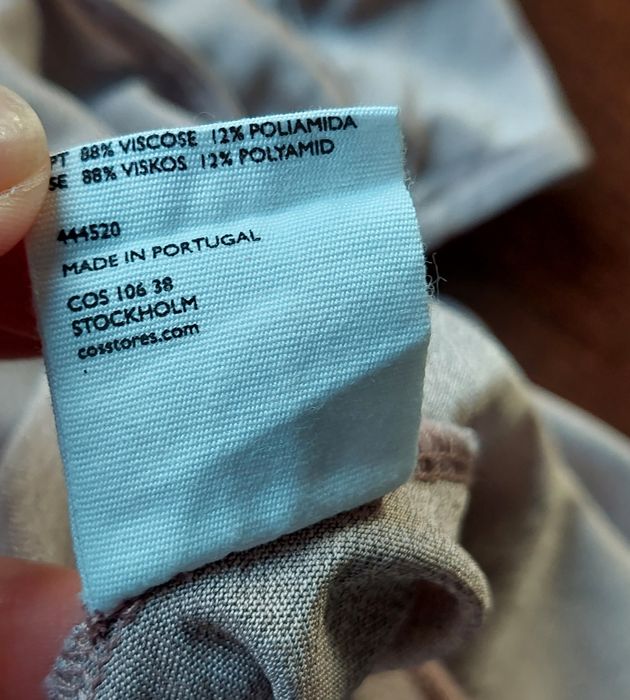 PT 88% VISCOSE 12% POLIAMIDA
SE 88% VISKOS 12% POLYAMID
444520
MADE IN PORTUGAL
COS 106 38
STOCKHOLM
cosstores.com